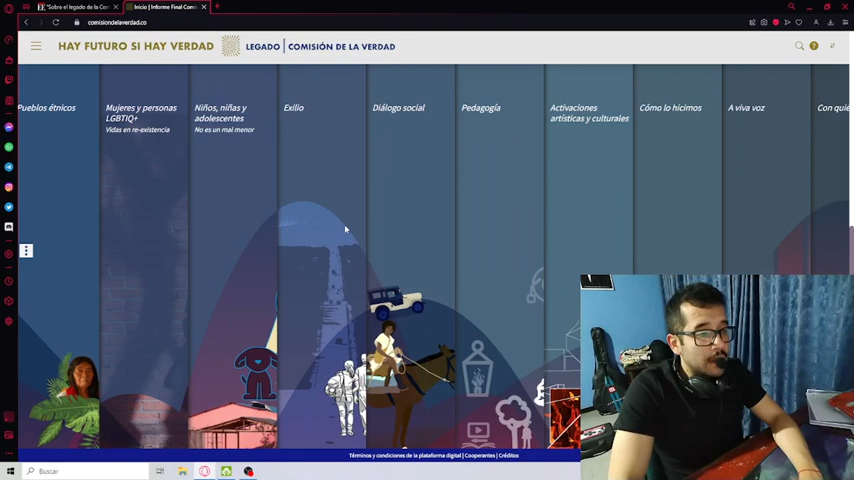 "Sobre el legado de la Com
Inicio | Informe Final Comi
comisiondelaverdad.co
HAY FUTURO SI HAY VERDAD
LEGADO | COMISIÓN DE LA VERDAD
Pueblos étnicos
Mujeres y personas
LGBTIQ+
Vidas en re-existencia
Niños, niñas y
adolescentes
No es un mal menor
Exilio
Diálogo social
Pedagogía
Activaciones
artísticas y culturales
Cómo lo hicimos
A viva voz
Con quié
Términos y condiciones de la plataforma digital | Cooperantes | Créditos
Buscar